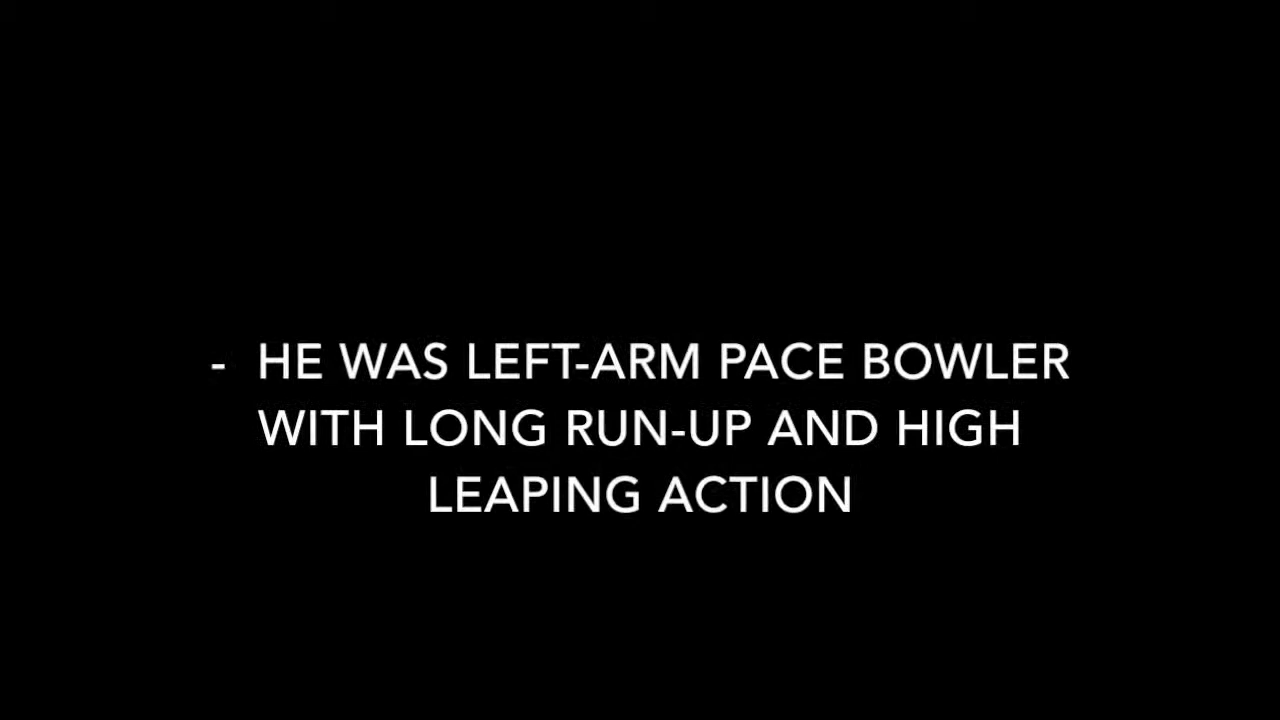 - HE WAS LEFT-ARM PACE BOWLER
WITH LONG RUN-UP AND HIGH
LEAPING ACTION